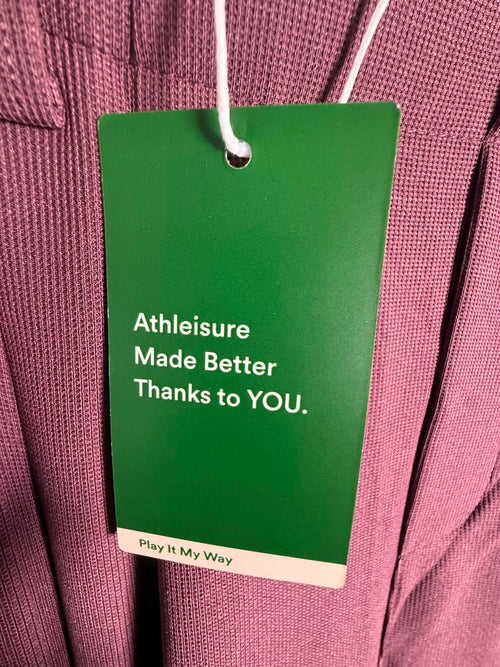 Athleisure
Made Better
Thanks to YOU.
Play It My Way